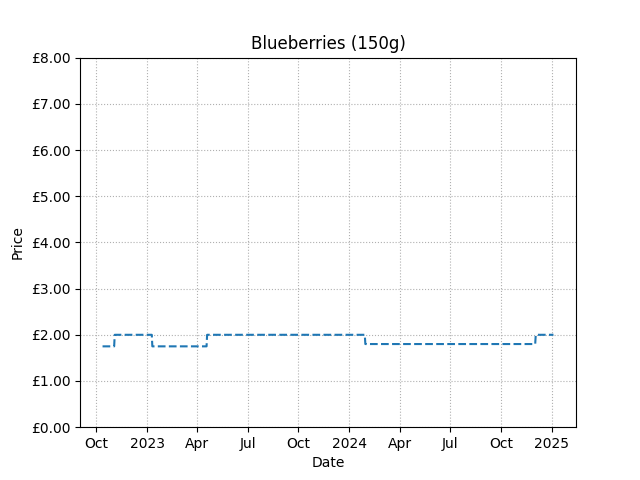 Blueberries (150g)
£8.00
£7.00
£6.00
£5.00
£4.00
£3.00
£2.00
£1.00
£0.00
Price
Oct 2023 Apr Jul Oct 2024 Apr Jul Oct 2025
Date